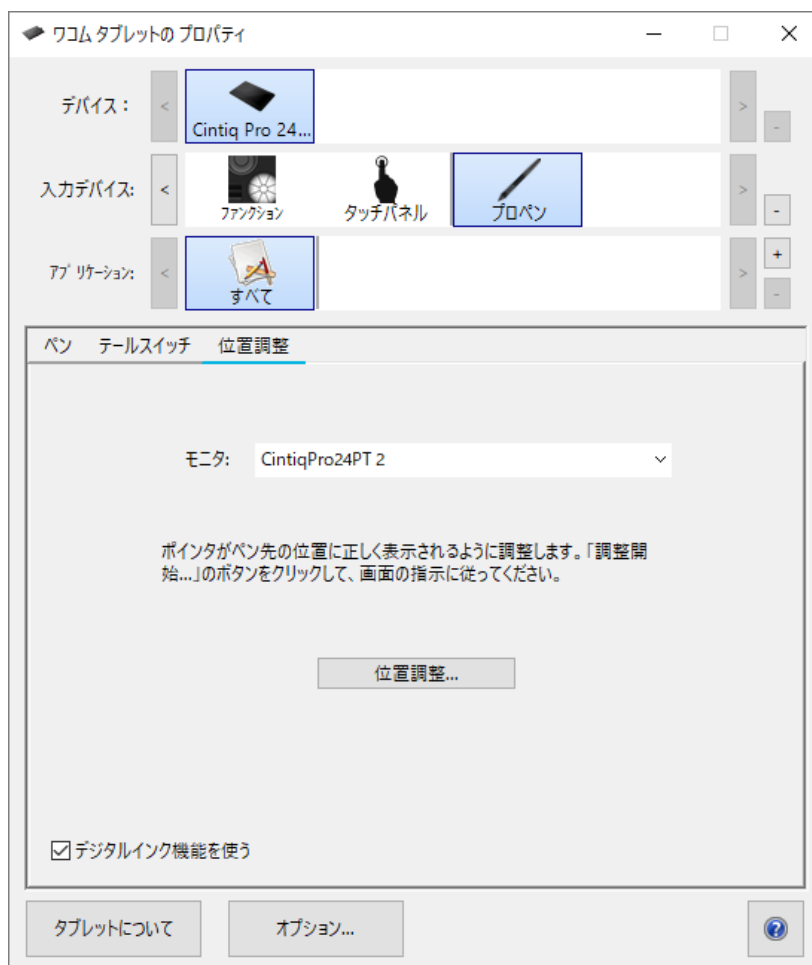 ワコム タブレットの プロパティ
デバイス：
Cintiq Pro 24...
入力デバイス:
ファンクション
タッチパネル
プロペン
アプリケーション:
すべて
ペン テールスイッチ 位置調整
モニタ: CintiqPro24PT 2
ポインタがペン先の位置に正しく表示されるように調整します。「調整開
始...」のボタンをクリックして、画面の指示に従ってください。
位置調整...
デジタルインク機能を使う
タブレットについて
オプション...